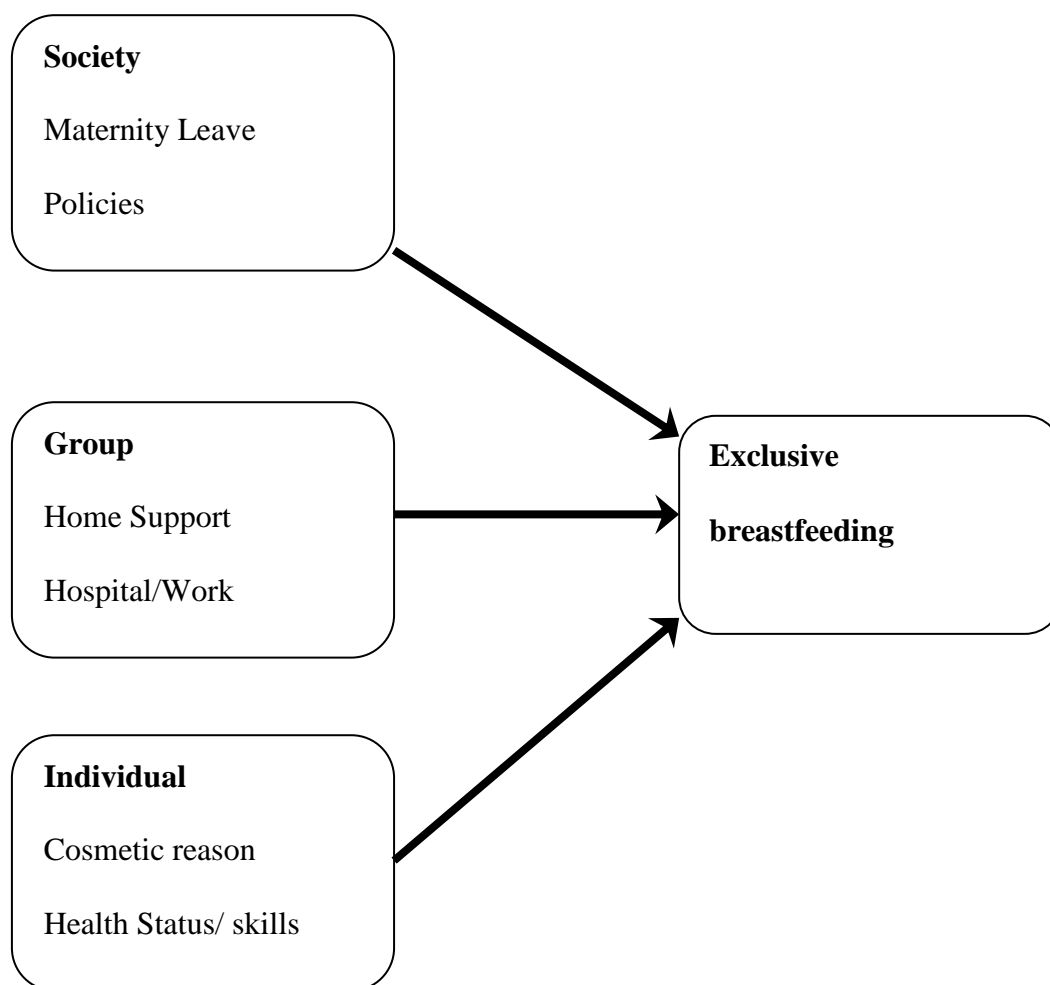 Society
Maternity Leave
Policies
Group
Home Support
Hospital/Work
Exclusive
breastfeeding
Individual
Cosmetic reason
Health Status/ skills